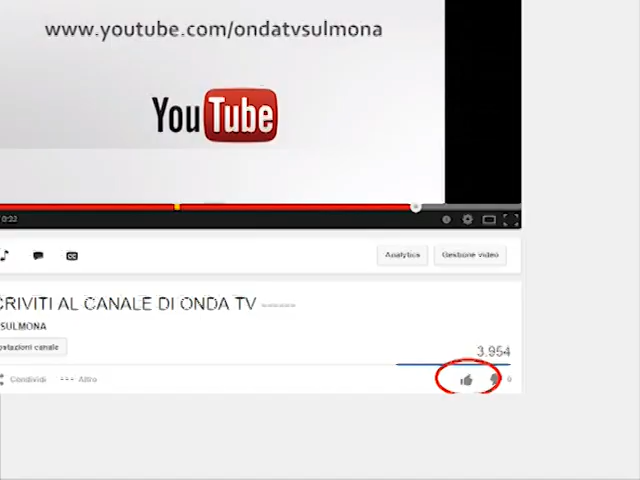 www.youtube.com/ondatvsulmona
YouTube
0:22
Analytics
Gestione video
CRIVITI AL CANALE DI ONDA TV ------
SULMONA
ostazioni canale
3.954
Condividi
••• Altro
0